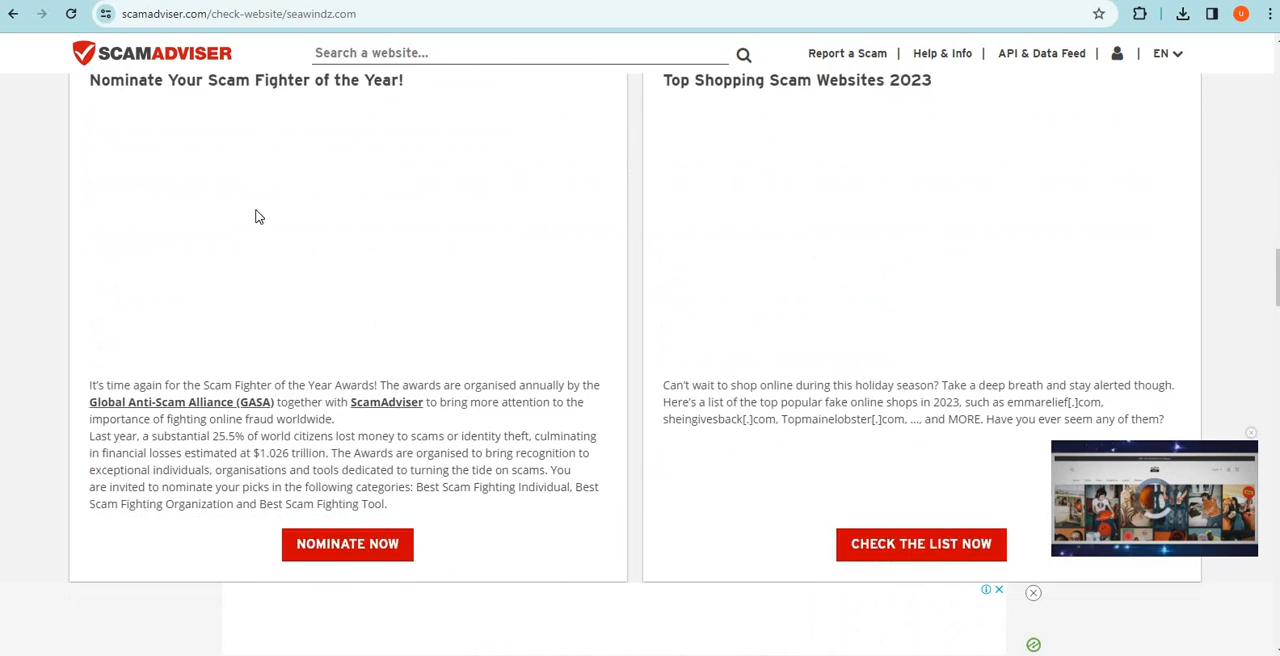 scamadviser.com/check-website/seawindz.com
u
SCAMADVISER
Search a website...
Report a Scam | Help & Info | API & Data Feed | | EN
Nominate Your Scam Fighter of the Year!
It's time again for the Scam Fighter of the Year Awards! The awards are organised annually by the
Global Anti-Scam Alliance (GASA) together with ScamAdviser to bring more attention to the
importance of fighting online fraud worldwide.
Last year, a substantial 25.5% of world citizens lost money to scams or identity theft, culminating
in financial losses estimated at $1.026 trillion. The Awards are organised to bring recognition to
exceptional individuals, organisations and tools dedicated to turning the tide on scams. You
are invited to nominate your picks in the following categories: Best Scam Fighting Individual, Best
Scam Fighting Organization and Best Scam Fighting Tool.
NOMINATE NOW
Top Shopping Scam Websites 2023
Can't wait to shop online during this holiday season? Take a deep breath and stay alerted though.
Here's a list of the top popular fake online shops in 2023, such as emmarelief[.]com,
sheingivesback[.]com, Topmainelobster[.]com, ..., and MORE. Have you ever seem any of them?
CHECK THE LIST NOW